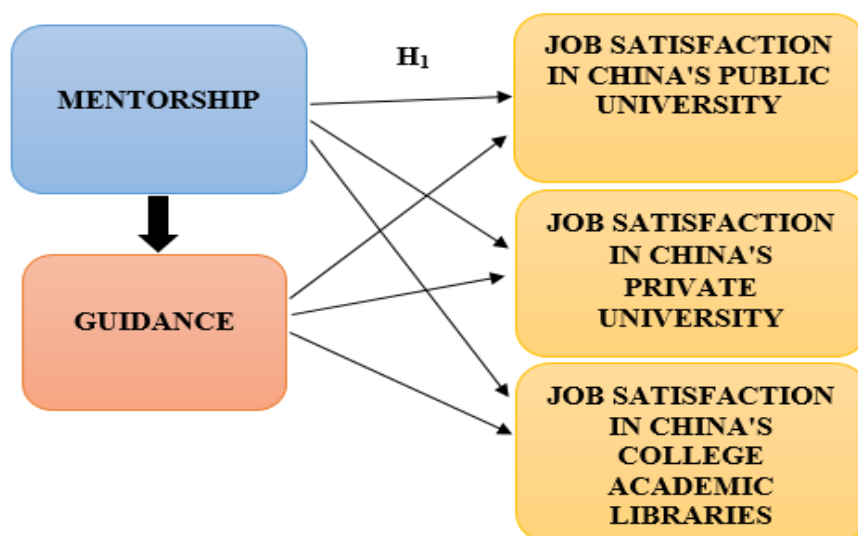 MENTORSHIP
H₁
JOB SATISFACTION
IN CHINA'S PUBLIC
UNIVERSITY
GUIDANCE
JOB SATISFACTION
IN CHINA'S
PRIVATE
UNIVERSITY
JOB SATISFACTION
IN CHINA'S
COLLEGE
ACADEMIC
LIBRARIES